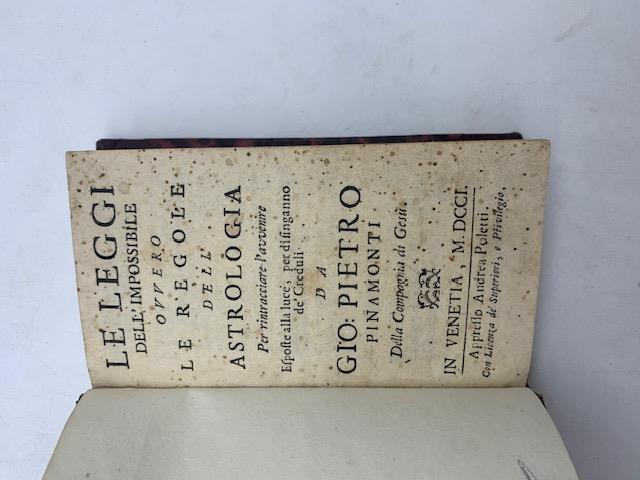 LE LEGGI
DELL' IMPOSSIBILE
OVVERO
LE REGOLE
DELL'
ASTROLOGIA
Per rintracciare l'avvenire
Eſpoſte alla luce, per diſinganno
de' Creduli
DA
GIO: PIETRO
PINAMONTI
Della Compagnia di Gesù.
IN VENETIA, M. DCCI.
Appreſſo Andrea Poletti.
Con Licenza de' Superiori, e Privilegio.